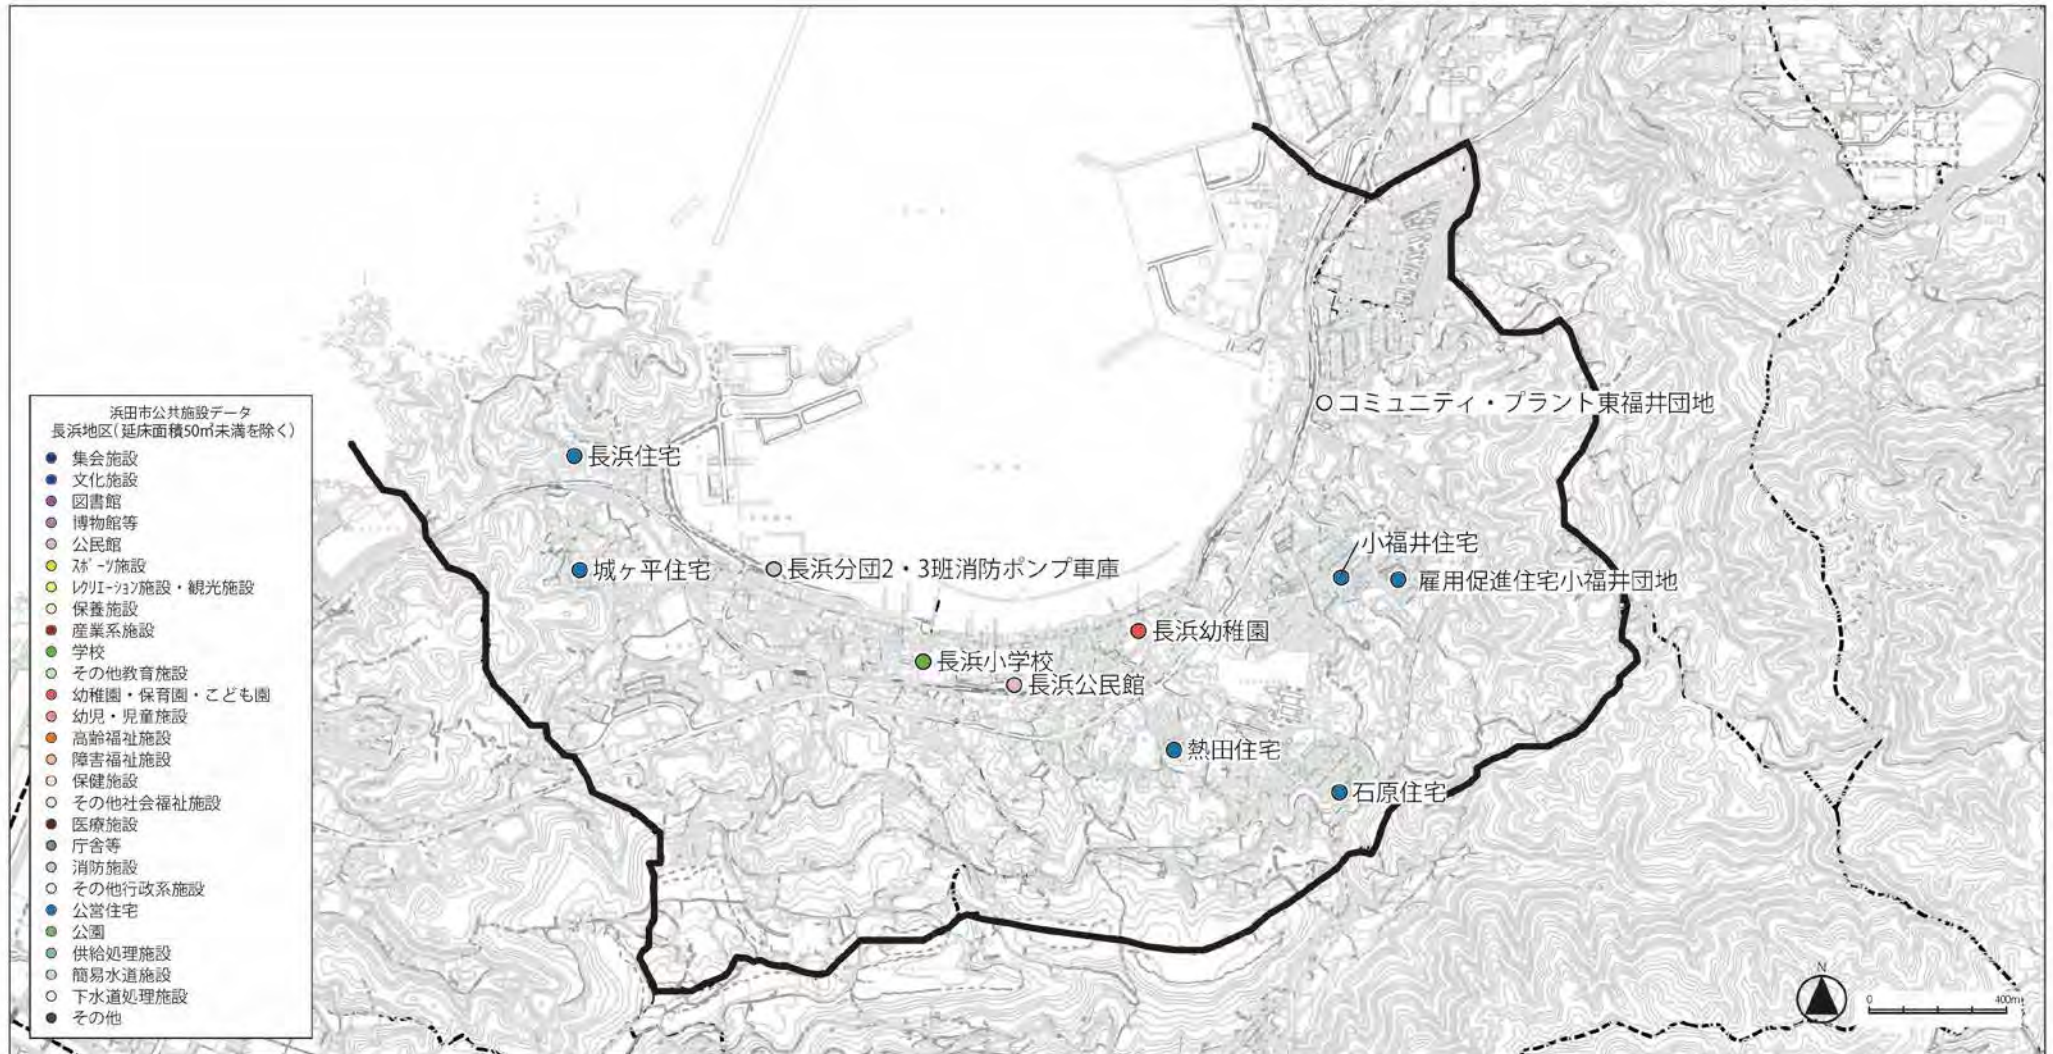 浜田市公共施設データ
長浜地区(延床面積50㎡未満を除く)
集会施設
文化施設
図書館
博物館等
公民館
ｽﾎﾟｰﾂ施設
ﾚｸﾘｴｰｼｮﾝ施設・観光施設
保養施設
産業系施設
学校
その他教育施設
幼稚園・保育園・こども園
幼児・児童施設
高齢福祉施設
障害福祉施設
保健施設
その他社会福祉施設
医療施設
庁舎等
消防施設
その他行政系施設
公営住宅
公園
供給処理施設
簡易水道施設
下水道処理施設
その他
コミュニティ・プラント東福井団地
長浜住宅
小福井住宅
城ヶ平住宅
長浜分団2・3班消防ポンプ車庫
雇用促進住宅小福井団地
長浜幼稚園
長浜小学校
長浜公民館
熱田住宅
石原住宅
N
0 400m